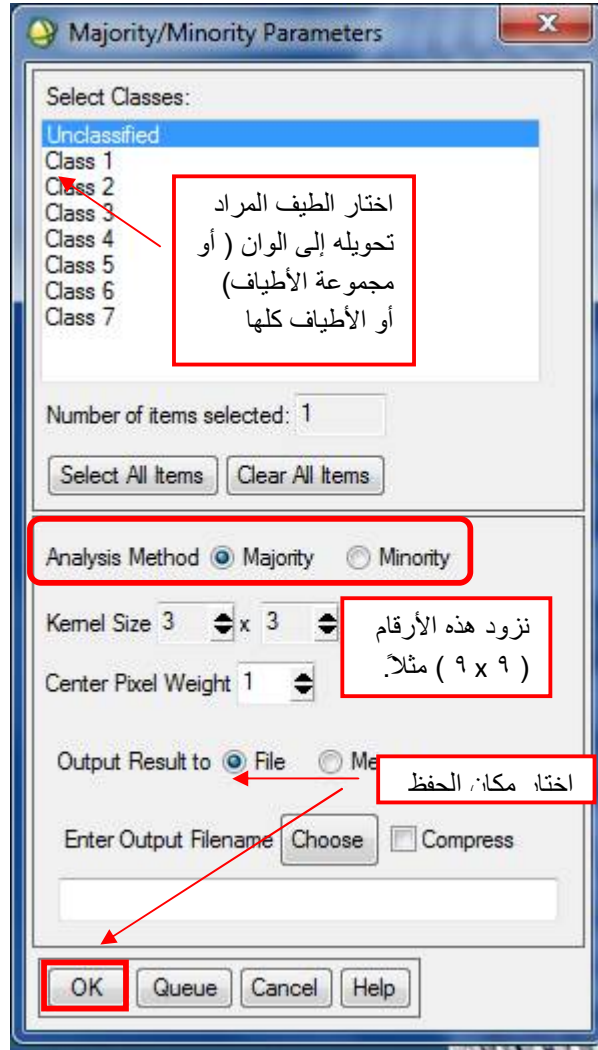 Majority/Minority Parameters
Select Classes:
Unclassified
Class 1
Class 2
Class 3
Class 4
Class 5
Class 6
Class 7
اختار الطيف المراد
تحويله إلى الوان ( أو
مجموعة الأطياف)
أو الأطياف كلها
Number of items selected: 1
Select All Items Clear All Items
Analysis Method Majority Minority
Kernel Size 3 x 3
نزود هذه الأرقام
( ٩ x ٩ ) مثلاً.
Center Pixel Weight 1
Output Result to File Me
اختار مكان الحفظ
Enter Output Filename Choose Compress
OK Queue Cancel Help